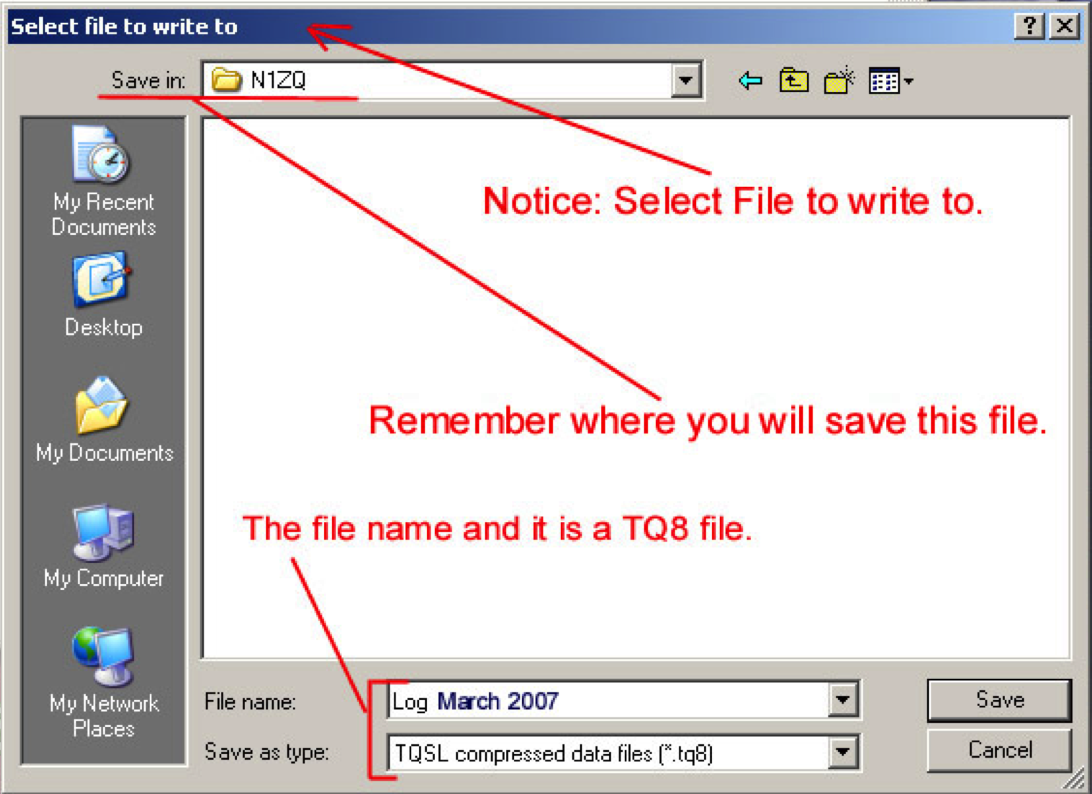 Select file to write to
Save in: N1ZQ
Notice: Select File to write to.
My Recent
Documents
Desktop
Remember where you will save this file.
My Documents
The file name and it is a TQ8 file.
My Computer
My Network
Places
File name: Log March 2007 Save
Save as type: TQSL compressed data files (*.tq8) Cancel